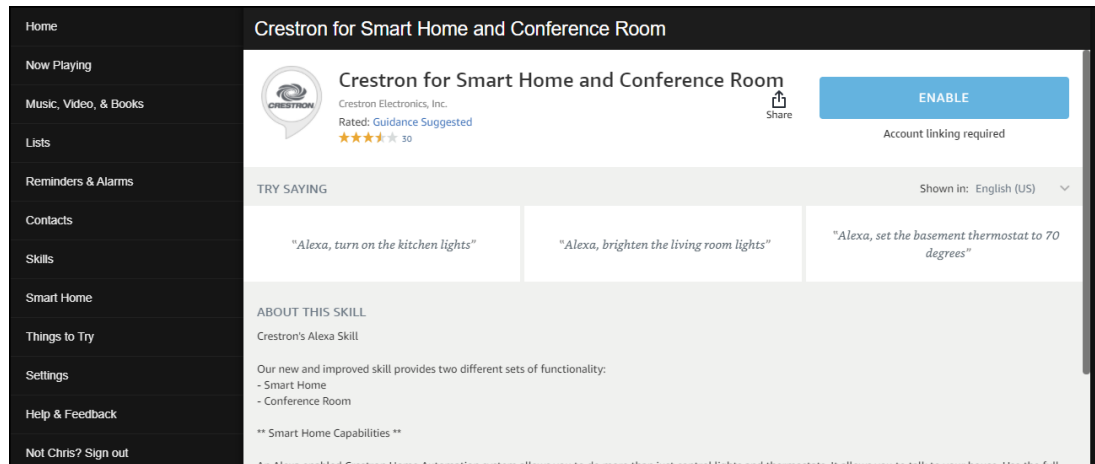 Home
Now Playing
Music, Video, & Books
Lists
Reminders & Alarms
Contacts
Skills
Smart Home
Things to Try
Settings
Help & Feedback
Not Chris? Sign out
Crestron for Smart Home and Conference Room
CRESTRON
Crestron for Smart Home and Conference Room
Crestron Electronics, Inc.
Rated: Guidance Suggested
30
Share
ENABLE
Account linking required
TRY SAYING
Shown in: English (US)
"Alexa, turn on the kitchen lights"
"Alexa, brighten the living room lights"
"Alexa, set the basement thermostat to 70
degrees"
ABOUT THIS SKILL
Crestron's Alexa Skill
Our new and improved skill provides two different sets of functionality:
- Smart Home
- Conference Room
** Smart Home Capabilities **